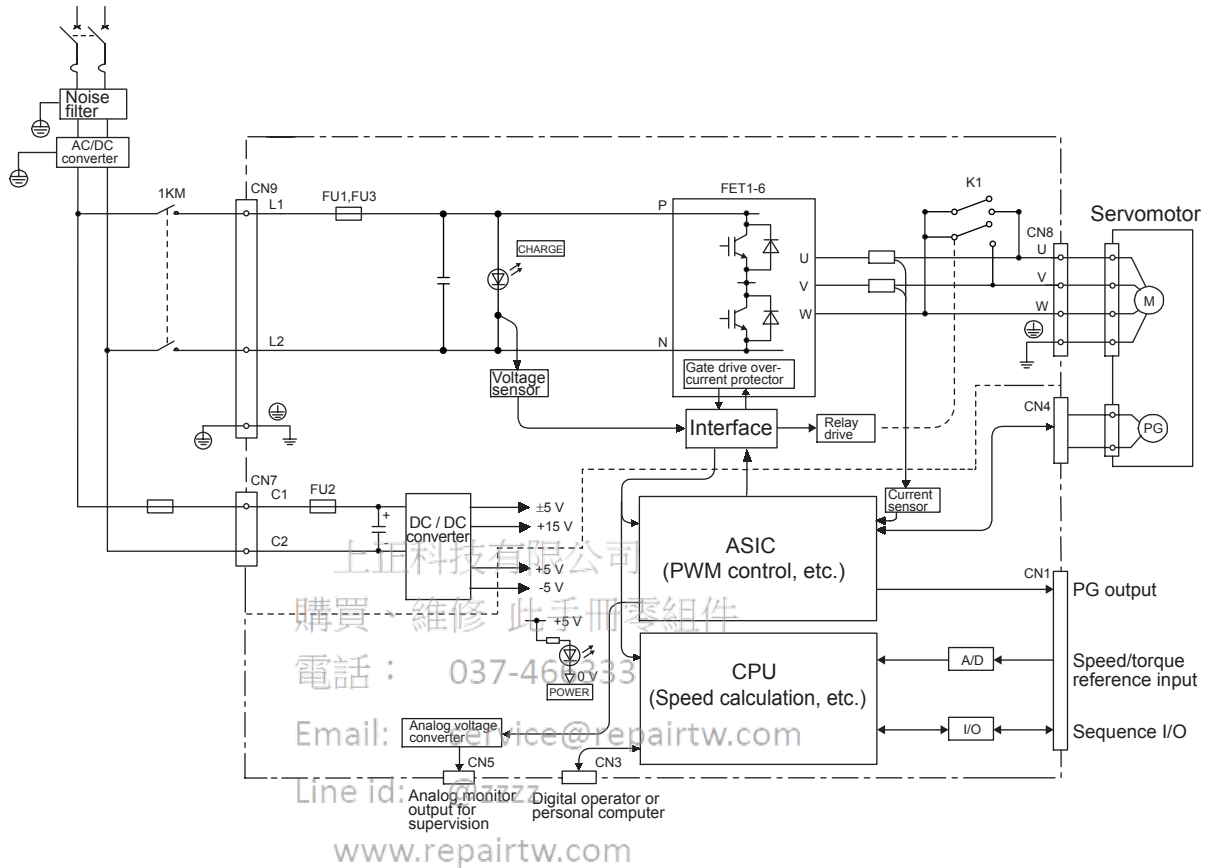 Noise
filter
AC/DC
converter
1KM
CN9
L1
FU1,FU3
CHARGE
L2
Voltage
sensor
P
N
FET1-6
U
V
W
Gate drive over-
current protector
Interface
Relay
drive
K1
CN8
U
V
W
Servomotor
M
CN4
PG
CN7
C1
FU2
+
-
C2
DC / DC
converter
±5 V
+15 V
+5 V
-5 V
Current
sensor
ASIC
(PWM control, etc.)
CN1
PG output
+5 V
0 V
POWER
CPU
(Speed calculation, etc.)
A/D
Speed/torque
reference input
I/O
Sequence I/O
Analog voltage
converter
CN5
Analog monitor
output for
supervision
CN3
Digital operator or
personal computer
上正科技有限公司
購買、維修 此手冊零組件
電話： 037-466333
Email: service@repairtw.com
Line id: @zzzz
www.repairtw.com